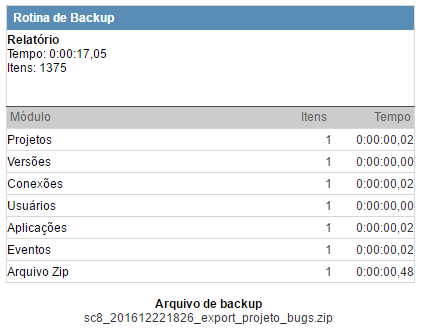 Rotina de Backup
Relatório
Tempo: 0:00:17,05
Itens: 1375
Módulo Itens Tempo
Projetos 1 0:00:00,02
Versões 1 0:00:00,00
Conexões 1 0:00:00,02
Usuários 1 0:00:00,00
Aplicações 1 0:00:00,02
Eventos 1 0:00:00,02
Arquivo Zip 1 0:00:00,48
Arquivo de backup
sc8_201612221826_export_projeto_bugs.zip